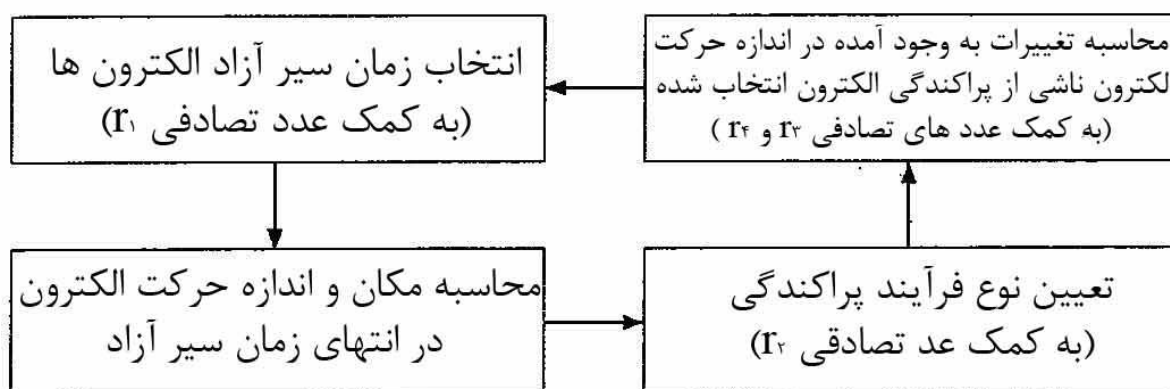 محاسبه تغییرات به وجود آمده در اندازه حرکت
لکترون ناشی از پراکندگی الکترون انتخاب شده
(به کمک عدد های تصادفی r۳ و r۴ )
انتخاب زمان سیر آزاد الکترون ها
(به کمک عدد تصادفی r۱)
محاسبه مکان و اندازه حرکت الکترون
در انتهای زمان سیر آزاد
تعیین نوع فرآیند پراکندگی
(به کمک عد تصادقی r۲)